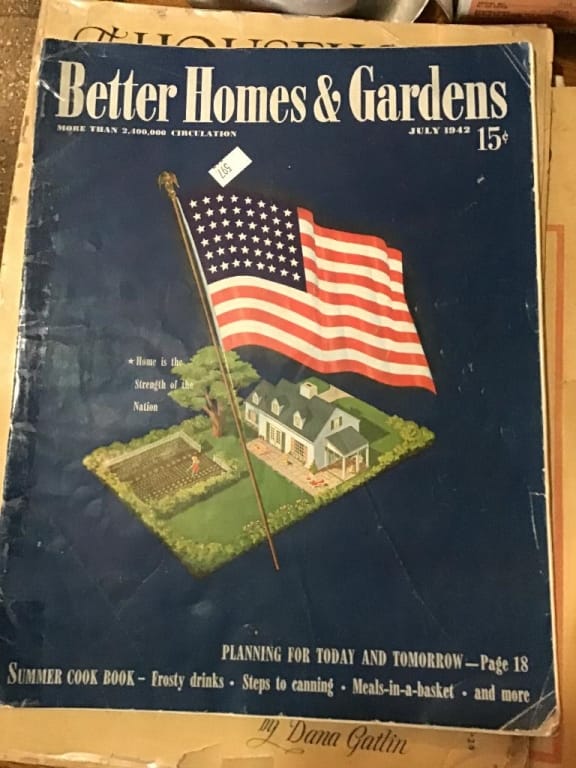 Better Homes & Gardens
MORE THAN 2,400,000 CIRCULATION
JULY 1942 15¢
597
★ Home is the
Strength of the
Nation
PLANNING FOR TODAY AND TOMORROW—Page 18
SUMMER COOK BOOK – Frosty drinks • Steps to canning • Meals-in-a-basket • and more
by Dana Gatlin